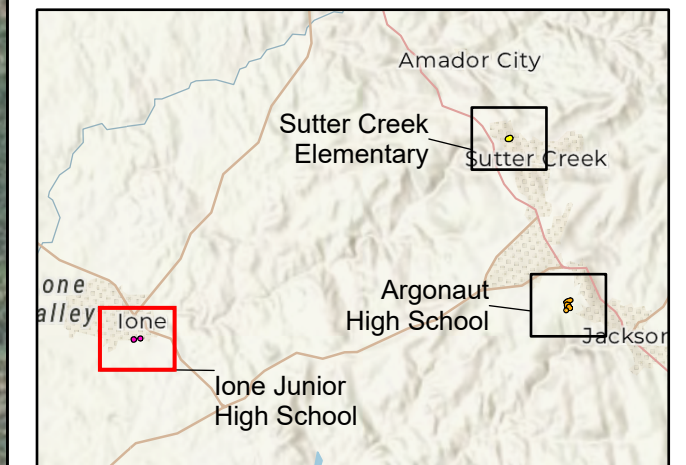 Amador City
Sutter Creek
Elementary
Sutter Creek
Argonaut
High School
Jackson
one
alley
Ione
Ione Junior
High School